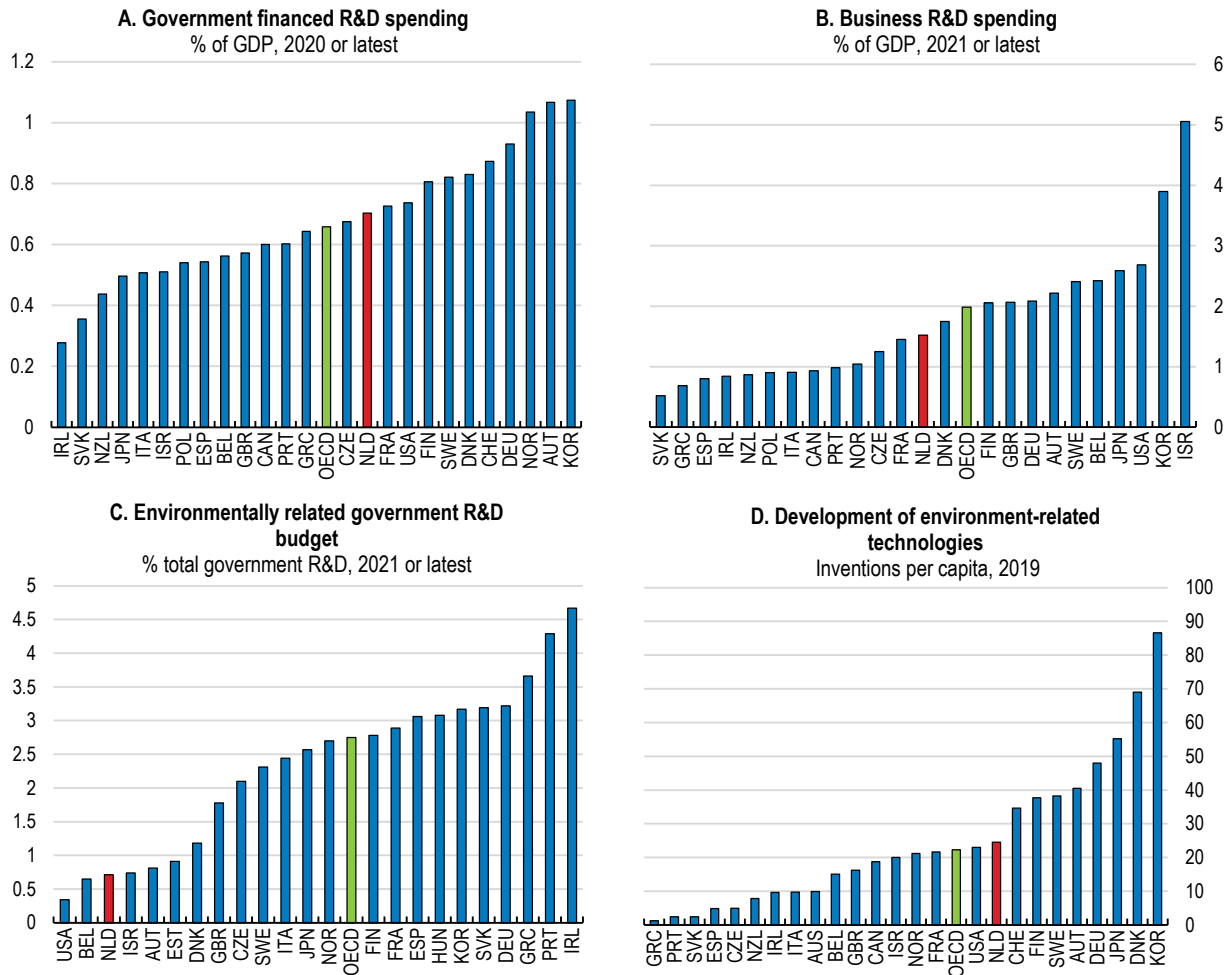 A. Government financed R&D spending
% of GDP, 2020 or latest
1.2
1
0.8
0.6
0.4
0.2
0
IRL SVK NZL JPN ITA ISR POL ESP BEL GBR CAN PRT GRC OECD CZE NLD FRA USA FIN SWE DNK CHE DEU NOR AUT KOR
B. Business R&D spending
% of GDP, 2021 or latest
6
5
4
3
2
1
0
SVK GRC ESP IRL NZL POL ITA CAN PRT NOR CZE FRA NLD DNK OECD FIN GBR DEU AUT SWE BEL JPN USA KOR ISR
C. Environmentally related government R&D
budget
% total government R&D, 2021 or latest
5
4.5
4
3.5
3
2.5
2
1.5
1
0.5
0
USA BEL NLD ISR AUT EST DNK GBR CZE SWE ITA JPN NOR OECD FIN FRA ESP HUN KOR SVK DEU GRC PRT IRL
D. Development of environment-related
technologies
Inventions per capita, 2019
100
90
80
70
60
50
40
30
20
10
0
GRC PRT SVK ESP CZE NZL IRL ITA AUS BEL GBR CAN ISR NOR FRA OECD USA NLD CHE FIN SWE AUT DEU JPN DNK KOR